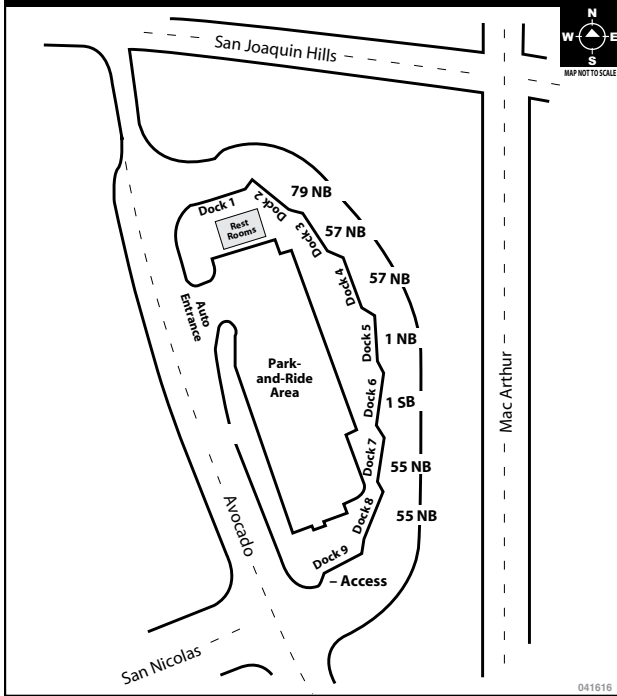 N
W E
S
MAP NOT TO SCALE
San Joaquin Hills
Dock 1
Dock 2
79 NB
Rest
Rooms
Dock 3
57 NB
Dock 4
57 NB
Auto
Entrance
Dock 5
1 NB
Park-
and-Ride
Area
Mac Arthur
Dock 6
1 SB
Dock 7
55 NB
Dock 8
55 NB
Avocado
Dock 9
– Access
San Nicolas
041616